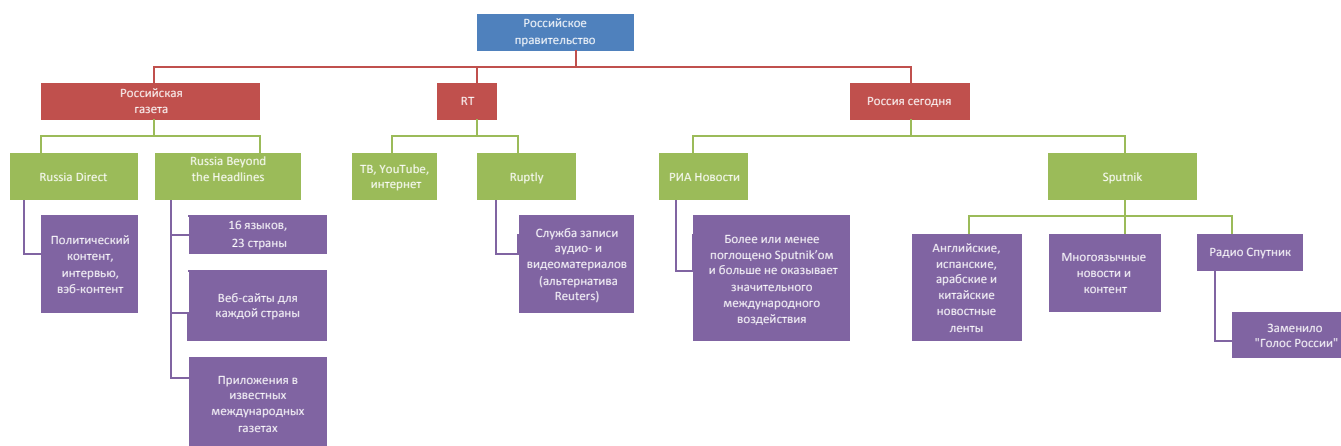 Российское
правительство
Российская
газета
RT
Россия сегодня
Russia Direct
Russia Beyond
the Headlines
ТВ, YouTube,
интернет
Ruptly
РИА Новости
Sputnik
Политический
контент,
интервью,
вэб-контент
16 языков,
23 страны
Веб-сайты для
каждой страны
Приложения в
известных
международных
газетах
Служба записи
аудио- и
видеоматериалов
(альтернатива
Reuters)
Более или менее
поглощено Sputnik’ом
и больше не оказывает
значительного
международного
воздействия
Английские,
испанские,
арабские и
китайские
новостные
ленты
Многоязычные
новости и
контент
Радио Спутник
Заменило
"Голос России"